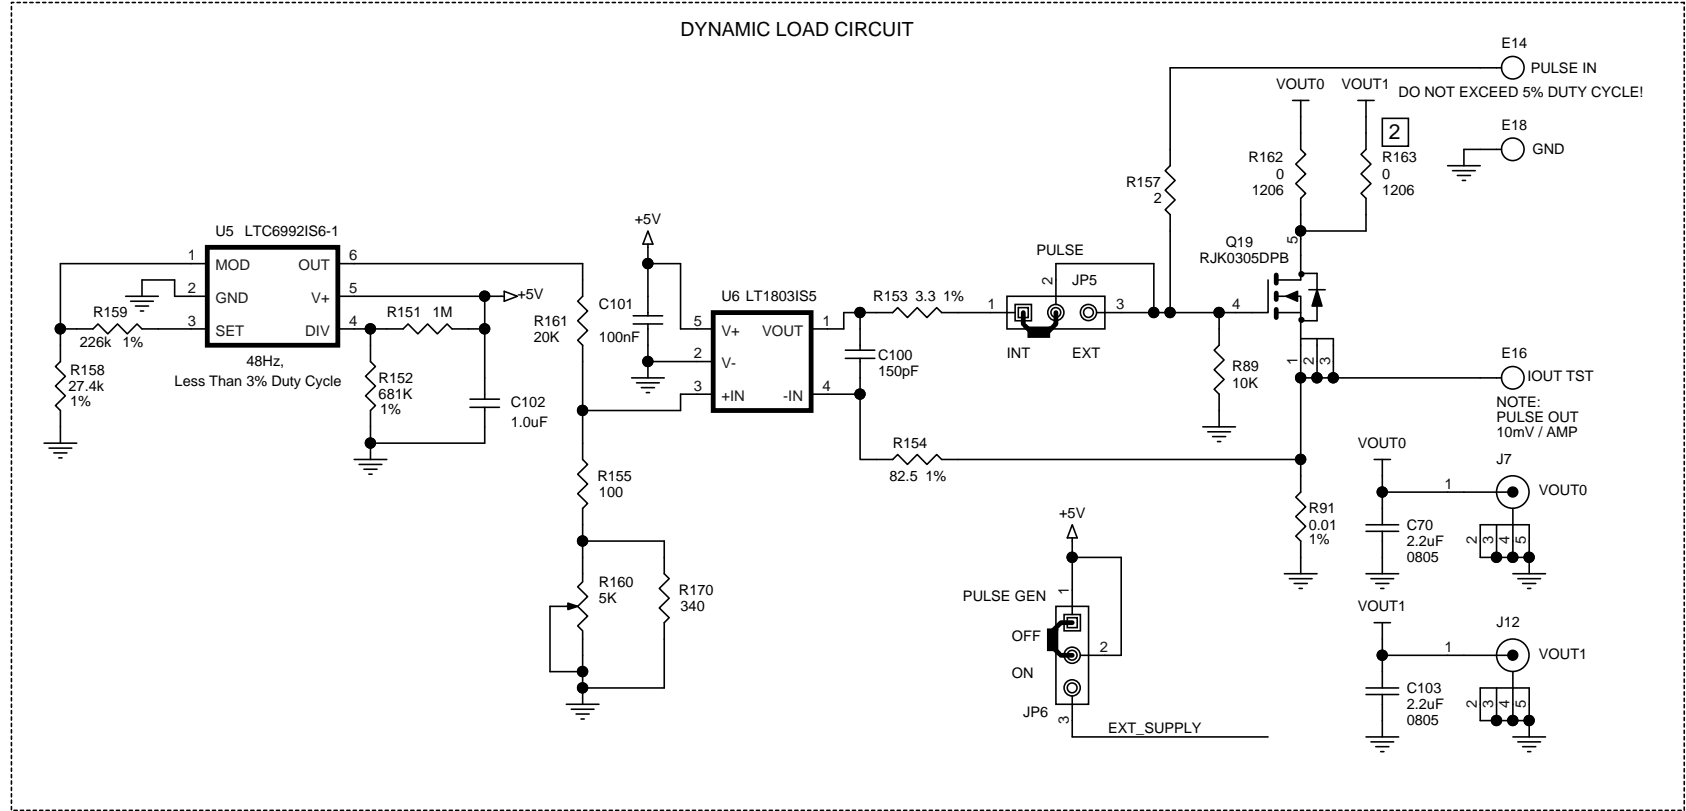 DYNAMIC LOAD CIRCUIT
E14
PULSE IN
DO NOT EXCEED 5% DUTY CYCLE!
VOUT0
VOUT1
2
E18
GND
R162
0
1206
R163
0
1206
R157
2
U5 LTC6992IS6-1
1
MOD
OUT
6
2
GND
V+
5
+5V
3
SET
DIV
4
R159
226k 1%
R151 1M
48Hz,
Less Than 3% Duty Cycle
R158
27.4k
1%
R152
681K
1%
C102
1.0uF
R161
20K
+5V
C101
100nF
U6 LT1803IS5
5
V+
VOUT
1
2
V-
3
+IN
-IN
4
R153 3.3 1%
C100
150pF
R154
82.5 1%
PULSE
2
JP5
1
3
INT
EXT
Q19
RJK0305DPB
5
4
1
2
3
R89
10K
E16
IOUT TST
NOTE:
PULSE OUT
10mV / AMP
R91
0.01
1%
R155
100
R160
5K
R170
340
+5V
PULSE GEN
1
OFF
2
ON
JP6
3
EXT_SUPPLY
VOUT0
J7
1
VOUT0
C70
2.2uF
0805
2
3
4
5
VOUT1
J12
1
VOUT1
C103
2.2uF
0805
2
3
4
5